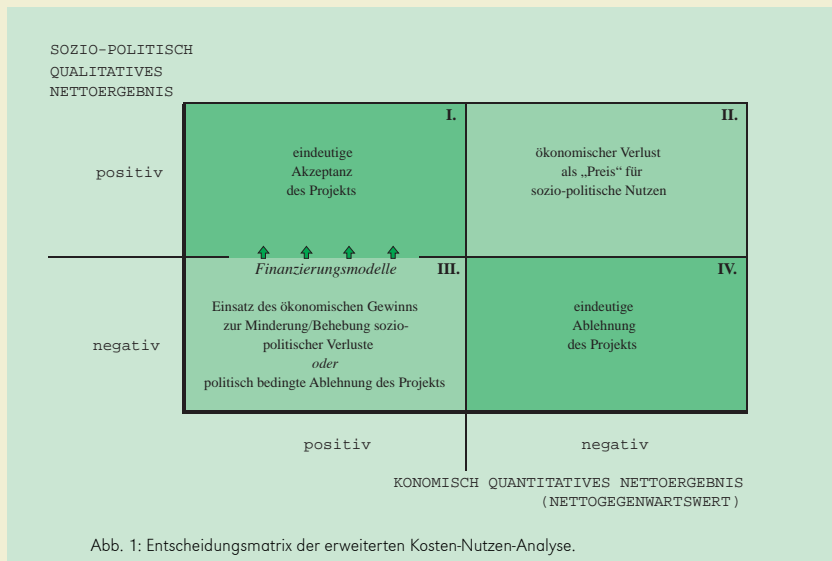 SOZIO-POLITISCH
QUALITATIVES
NETTOERGEBNIS
I.
II.
positiv
eindeutige
Akzeptanz
des Projekts
ökonomischer Verlust
als „Preis“ für
sozio-politische Nutzen
Finanzierungsmodelle
III.
IV.
negativ
Einsatz des ökonomischen Gewinns
zur Minderung/Behebung sozio-
politischer Verluste
oder
politisch bedingte Ablehnung des Projekts
eindeutige
Ablehnung
des Projekts
positiv
negativ
KONOMISCH QUANTITATIVES NETTOERGEBNIS
(NETTOGEGENWARTSWERT)
Abb. 1: Entscheidungsmatrix der erweiterten Kosten-Nutzen-Analyse.